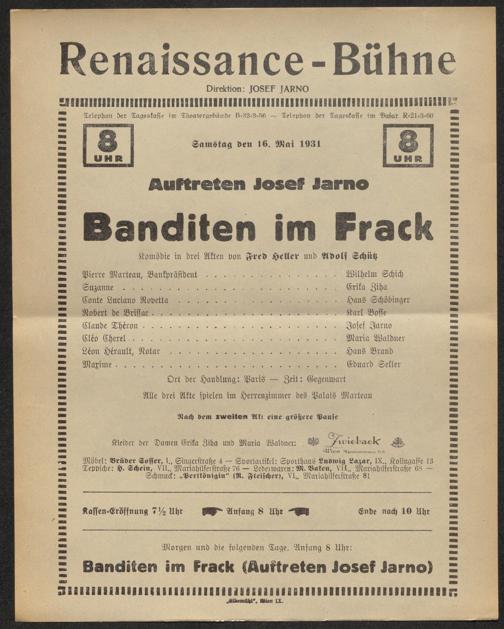 Renaissance-Bühne
Direktion: JOSEF JARNO
Telephon der Tageskasse im Theatergebäude B-32-3-56 — Telephon der Tageskasse im Basar R-21-3-60
8 UHR
Samstag den 16. Mai 1931
8 UHR
Auftreten Josef Jarno
Banditen im Frack
Komödie in drei Akten von Fred Heller und Adolf Schütz
Pierre Marteau, Bankpräsident . . . . . Wilhelm Schich
Suzanne . . . . . Erika Ziha
Conte Luciano Rovetta . . . . . Hans Schöbinger
Robert de Brissac . . . . . Karl Bosse
Claude Théron . . . . . Josef Jarno
Cléo Cherel . . . . . Maria Waldner
Léon Hérault, Notar . . . . . Hans Brand
Maxime . . . . . Eduard Seller
Ort der Handlung: Paris — Zeit: Gegenwart
Alle drei Akte spielen im Herrenzimmer des Palais Marteau
Nach dem zweiten Akt eine größere Pause
Kleider der Damen Erika Ziha und Maria Waldner: Zwieback
Wien
Möbel: Brüder Soffer, I., Singerstraße 4 — Sportartikel: Sporthaus Ludwig Lazar, IX., Kolingasse 13
Teppiche: H. Schein, VII., Mariahilferstraße 76 — Lederwaren: M. VII., Mariahilferstraße 68 —
Schmuck: „Perlkönigin“ (R. Fleischer), VI., Mariahilferstraße 81
Kassen-Eröffnung 7½ Uhr Anfang 8 Uhr Ende nach 10 Uhr
Morgen und die folgenden Tage. Anfang 8 Uhr:
Banditen im Frack (Auftreten Josef Jarno)
Wien IX.